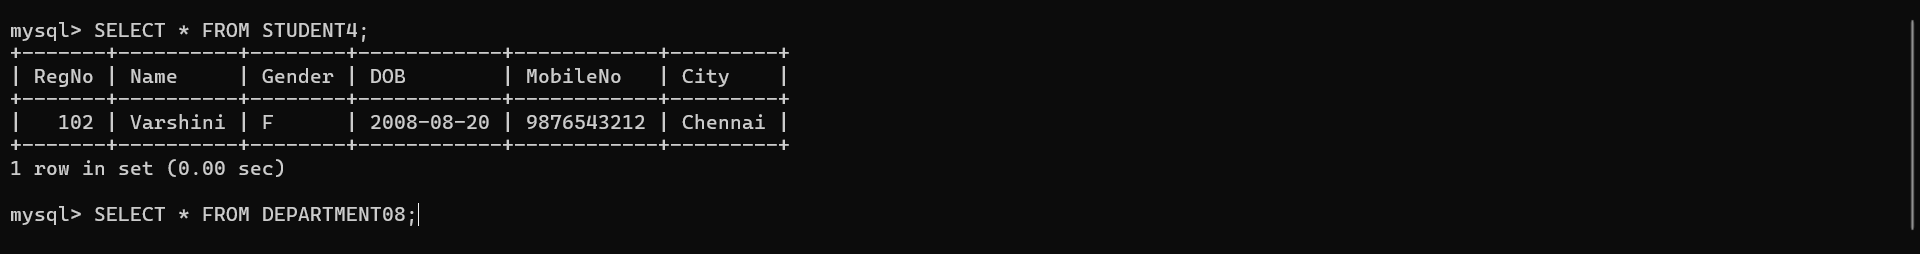 mysql> SELECT * FROM STUDENT4;
+-------+----------+--------+------------+------------+---------+
| RegNo | Name     | Gender | DOB        | MobileNo   | City    |
+-------+----------+--------+------------+------------+---------+
|   102 | Varshini | F      | 2008-08-20 | 9876543212 | Chennai |
+-------+----------+--------+------------+------------+---------+
1 row in set (0.00 sec)
mysql> SELECT * FROM DEPARTMENT08;